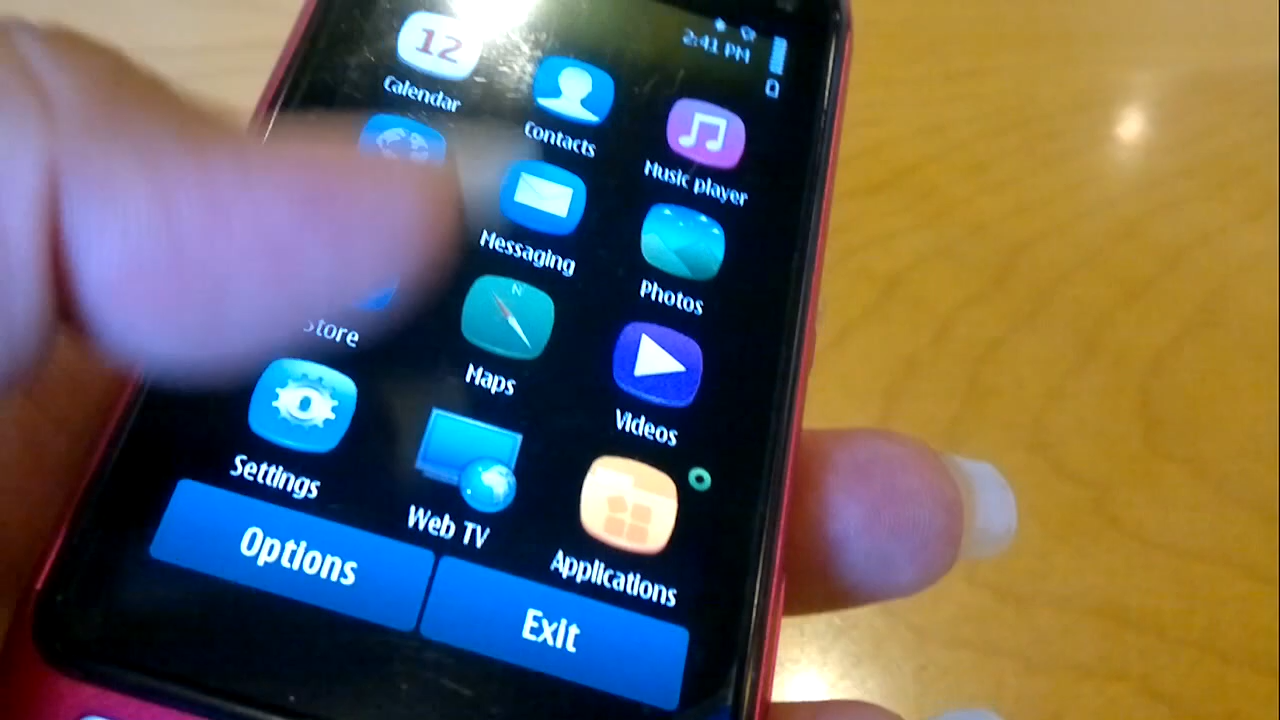 2:41 PM
12
Calendar
Contacts
Music player
Messaging
Photos
Store
Maps
Videos
Settings
Web TV
Applications
N
Options
Exit